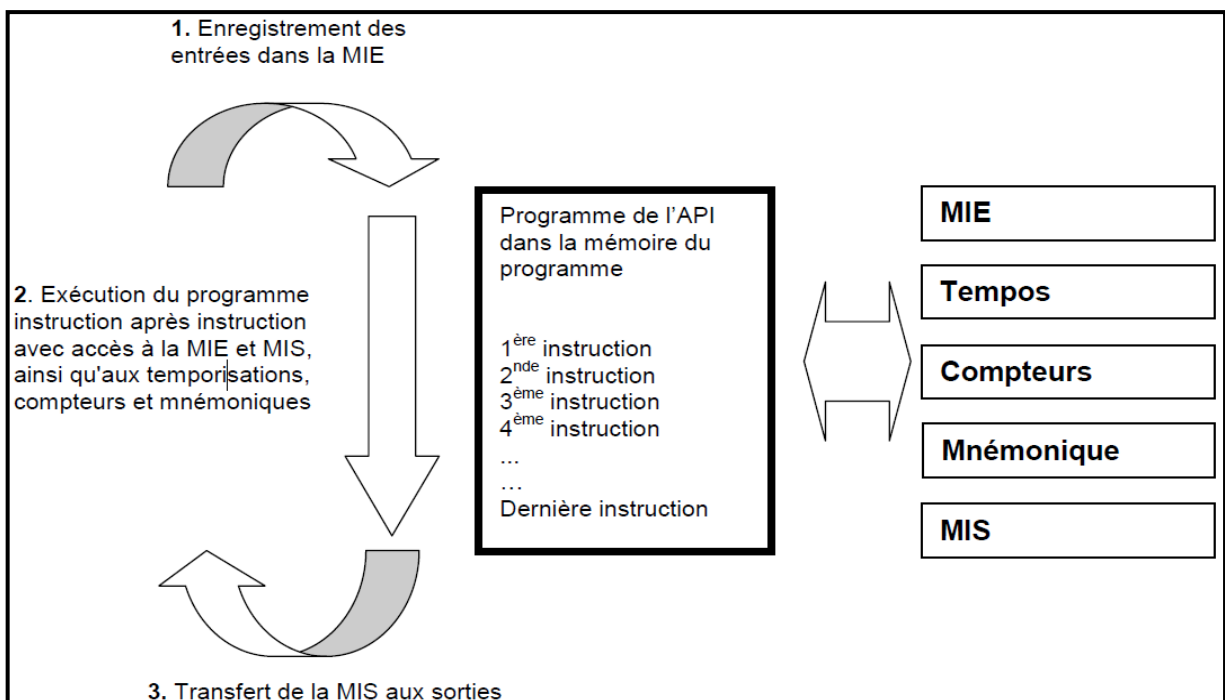 1. Enregistrement des
entrées dans la MIE
2. Exécution du programme
instruction après instruction
avec accès à la MIE et MIS,
ainsi qu'aux temporisations,
compteurs et mnémoniques
Programme de l'API
dans la mémoire du
programme
1ère instruction
2nde instruction
3ème instruction
4ème instruction
...
...
Dernière instruction
MIE
Tempos
Compteurs
Mnémonique
MIS
3. Transfert de la MIS aux sorties